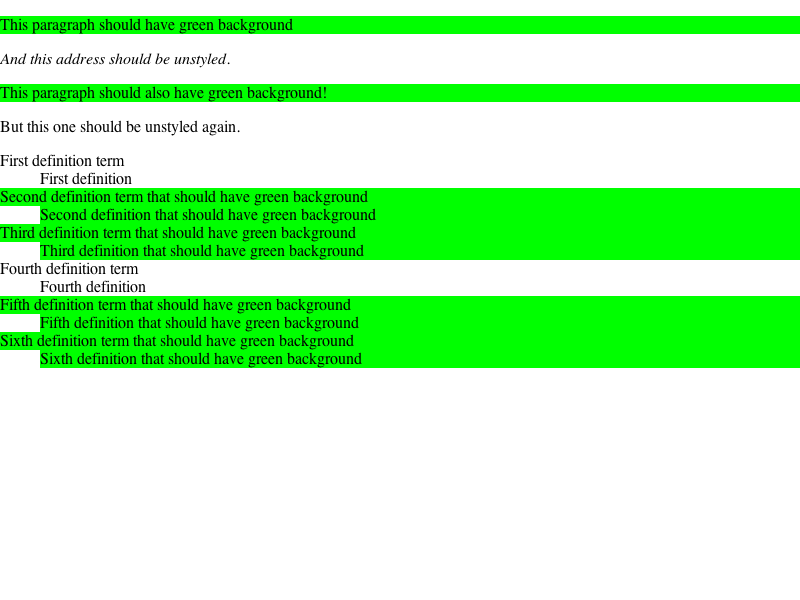 This paragraph should have green background
And this address should be unstyled.
This paragraph should also have green background!
But this one should be unstyled again.
First definition term
First definition
Second definition term that should have green background
Second definition that should have green background
Third definition term that should have green background
Third definition that should have green background
Fourth definition term
Fourth definition
Fifth definition term that should have green background
Fifth definition that should have green background
Sixth definition term that should have green background
Sixth definition that should have green background